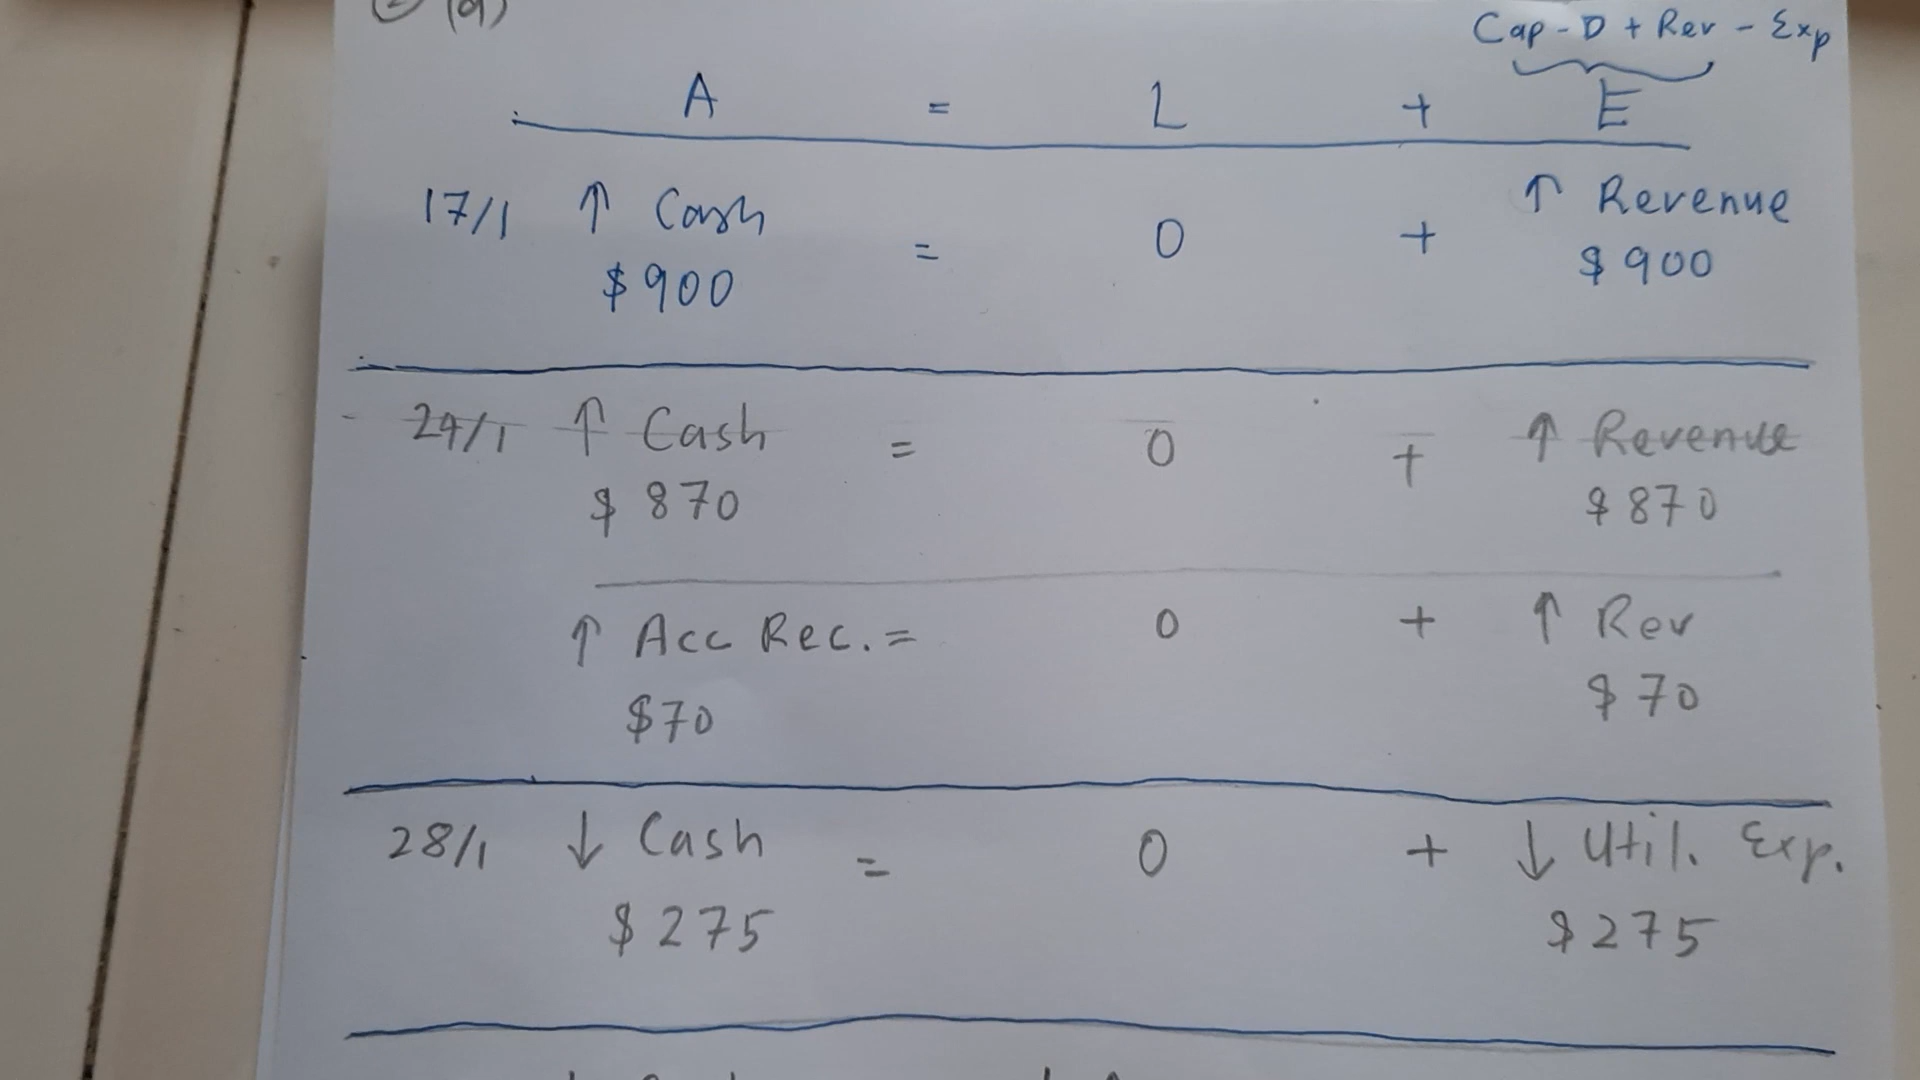 2 (a)
Cap - D + Rev - Exp
A = L + E
17/1 ↑ Cash = 0 + ↑ Revenue
$900 $900
24/1 ↑ Cash = 0 + ↑ Revenue
$870 $870
↑ Acc Rec. = 0 + ↑ Rev
$70 $70
28/1 ↓ Cash = 0 + ↓ Util. Exp.
$275 $275